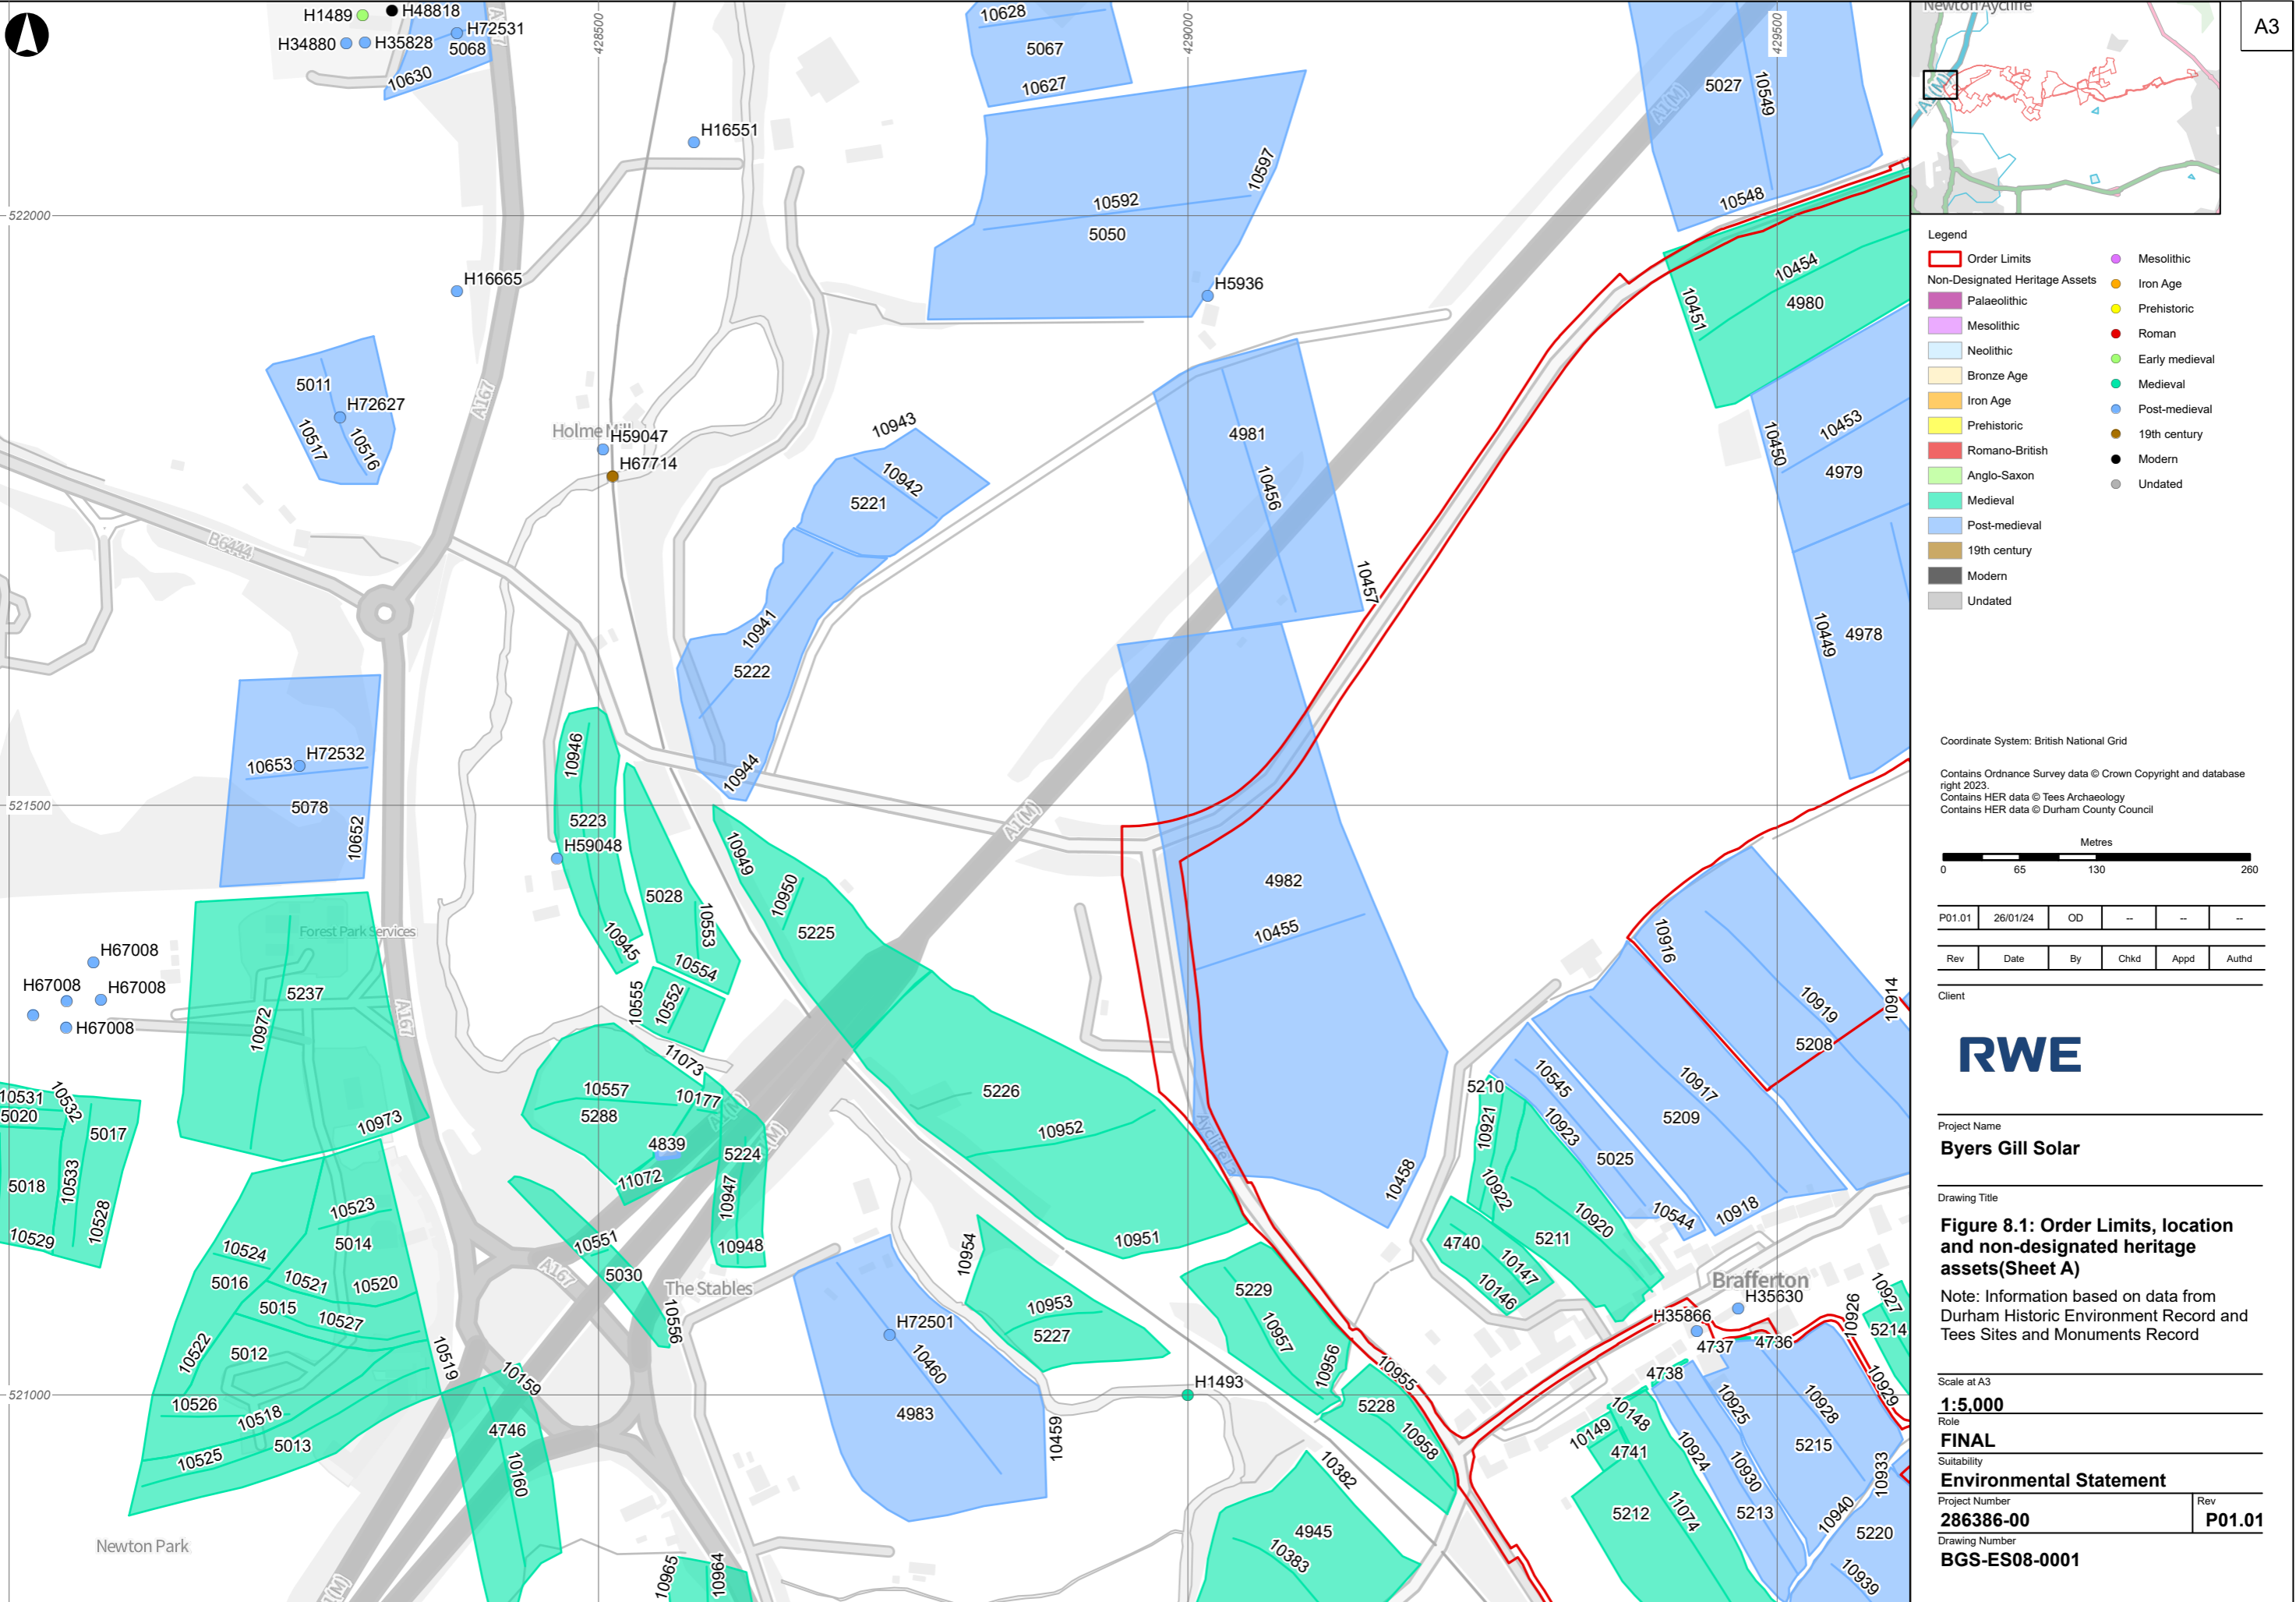 H1489
H48818
H72531
H34880
H35828
5068
10630
A167
428500
10628
5067
10627
429000
A1(M)
5027
10549
429500
Newton Aycliffe
A1(M)
A3
H16551
10597
10592
5050
10548
522000
H16665
H5936
10454
10451
4980
5011
H72627
10517
10516
A167
Holme Mill
H59047
H67714
10943
10942
5221
4981
10456
10450
10453
4979
B6444
10457
10941
5222
10449
4978
10653
H72532
5078
10652
10946
10944
521500
5223
H59048
10949
A1(M)
10950
5028
10553
5225
10945
10554
4982
10455
Forest Park Services
H67008
H67008
H67008
H67008
5237
10972
A167
10555
10552
10916
10919
10914
5208
11073
10557
10177
5288
A1(M)
4839
5224
11072
10947
10948
5226
10952
10951
Aycliffe
10458
5210
10921
10545
10923
10917
5209
5025
10922
10920
10544
10918
5211
4740
10147
10146
10531
5020
10532
5017
5018
10533
10528
10529
10973
10523
10524
5014
5016
10521
10520
5015
10527
10522
5012
10519
10526
10518
5013
10525
10551
A167
5030
The Stables
10556
10159
4746
10160
10954
10953
5227
H72501
10460
4983
10459
5229
10957
10956
10955
H1493
5228
10958
Brafferton
H35630
H35866
4737
4736
4738
10926
10927
5214
10929
521000
10148
10149
4741
10925
10928
10924
5215
10930
10933
5212
11074
5213
10940
5220
10939
10382
4945
10383
Newton Park
10965
10964
Legend
Order Limits
Non-Designated Heritage Assets
Palaeolithic
Mesolithic
Neolithic
Bronze Age
Iron Age
Prehistoric
Romano-British
Anglo-Saxon
Medieval
Post-medieval
19th century
Modern
Undated
Mesolithic
Iron Age
Prehistoric
Roman
Early medieval
Medieval
Post-medieval
19th century
Modern
Undated
Coordinate System: British National Grid
Contains Ordnance Survey data © Crown Copyright and database
right 2023.
Contains HER data © Tees Archaeology
Contains HER data © Durham County Council
Metres
0 65 130 260
P01.01 26/01/24 OD -- -- --
Rev Date By Chkd Appd Authd
Client
RWE
Project Name
Byers Gill Solar
Drawing Title
Figure 8.1: Order Limits, location
and non-designated heritage
assets(Sheet A)
Note: Information based on data from
Durham Historic Environment Record and
Tees Sites and Monuments Record
Scale at A3
1:5,000
Role
FINAL
Suitability
Environmental Statement
Project Number
286386-00
Rev
P01.01
Drawing Number
BGS-ES08-0001